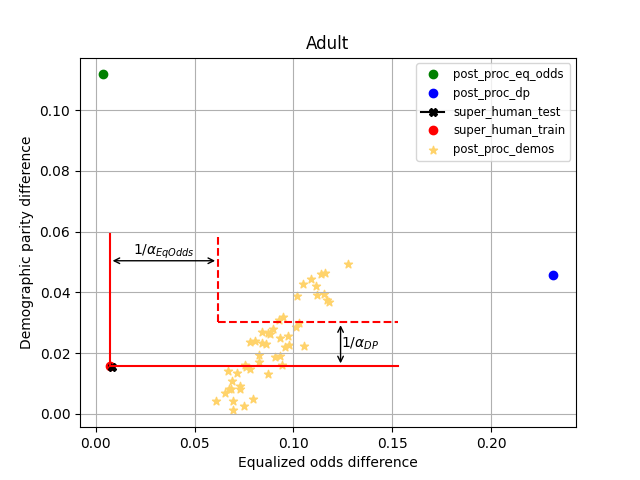 Adult
post_proc_eq_odds
post_proc_dp
super_human_test
super_human_train
post_proc_demos
Demographic parity difference
0.10
0.08
0.06
0.04
0.02
0.00
1/α_EqOdds
1/α_DP
0.00 0.05 0.10 0.15 0.20
Equalized odds difference